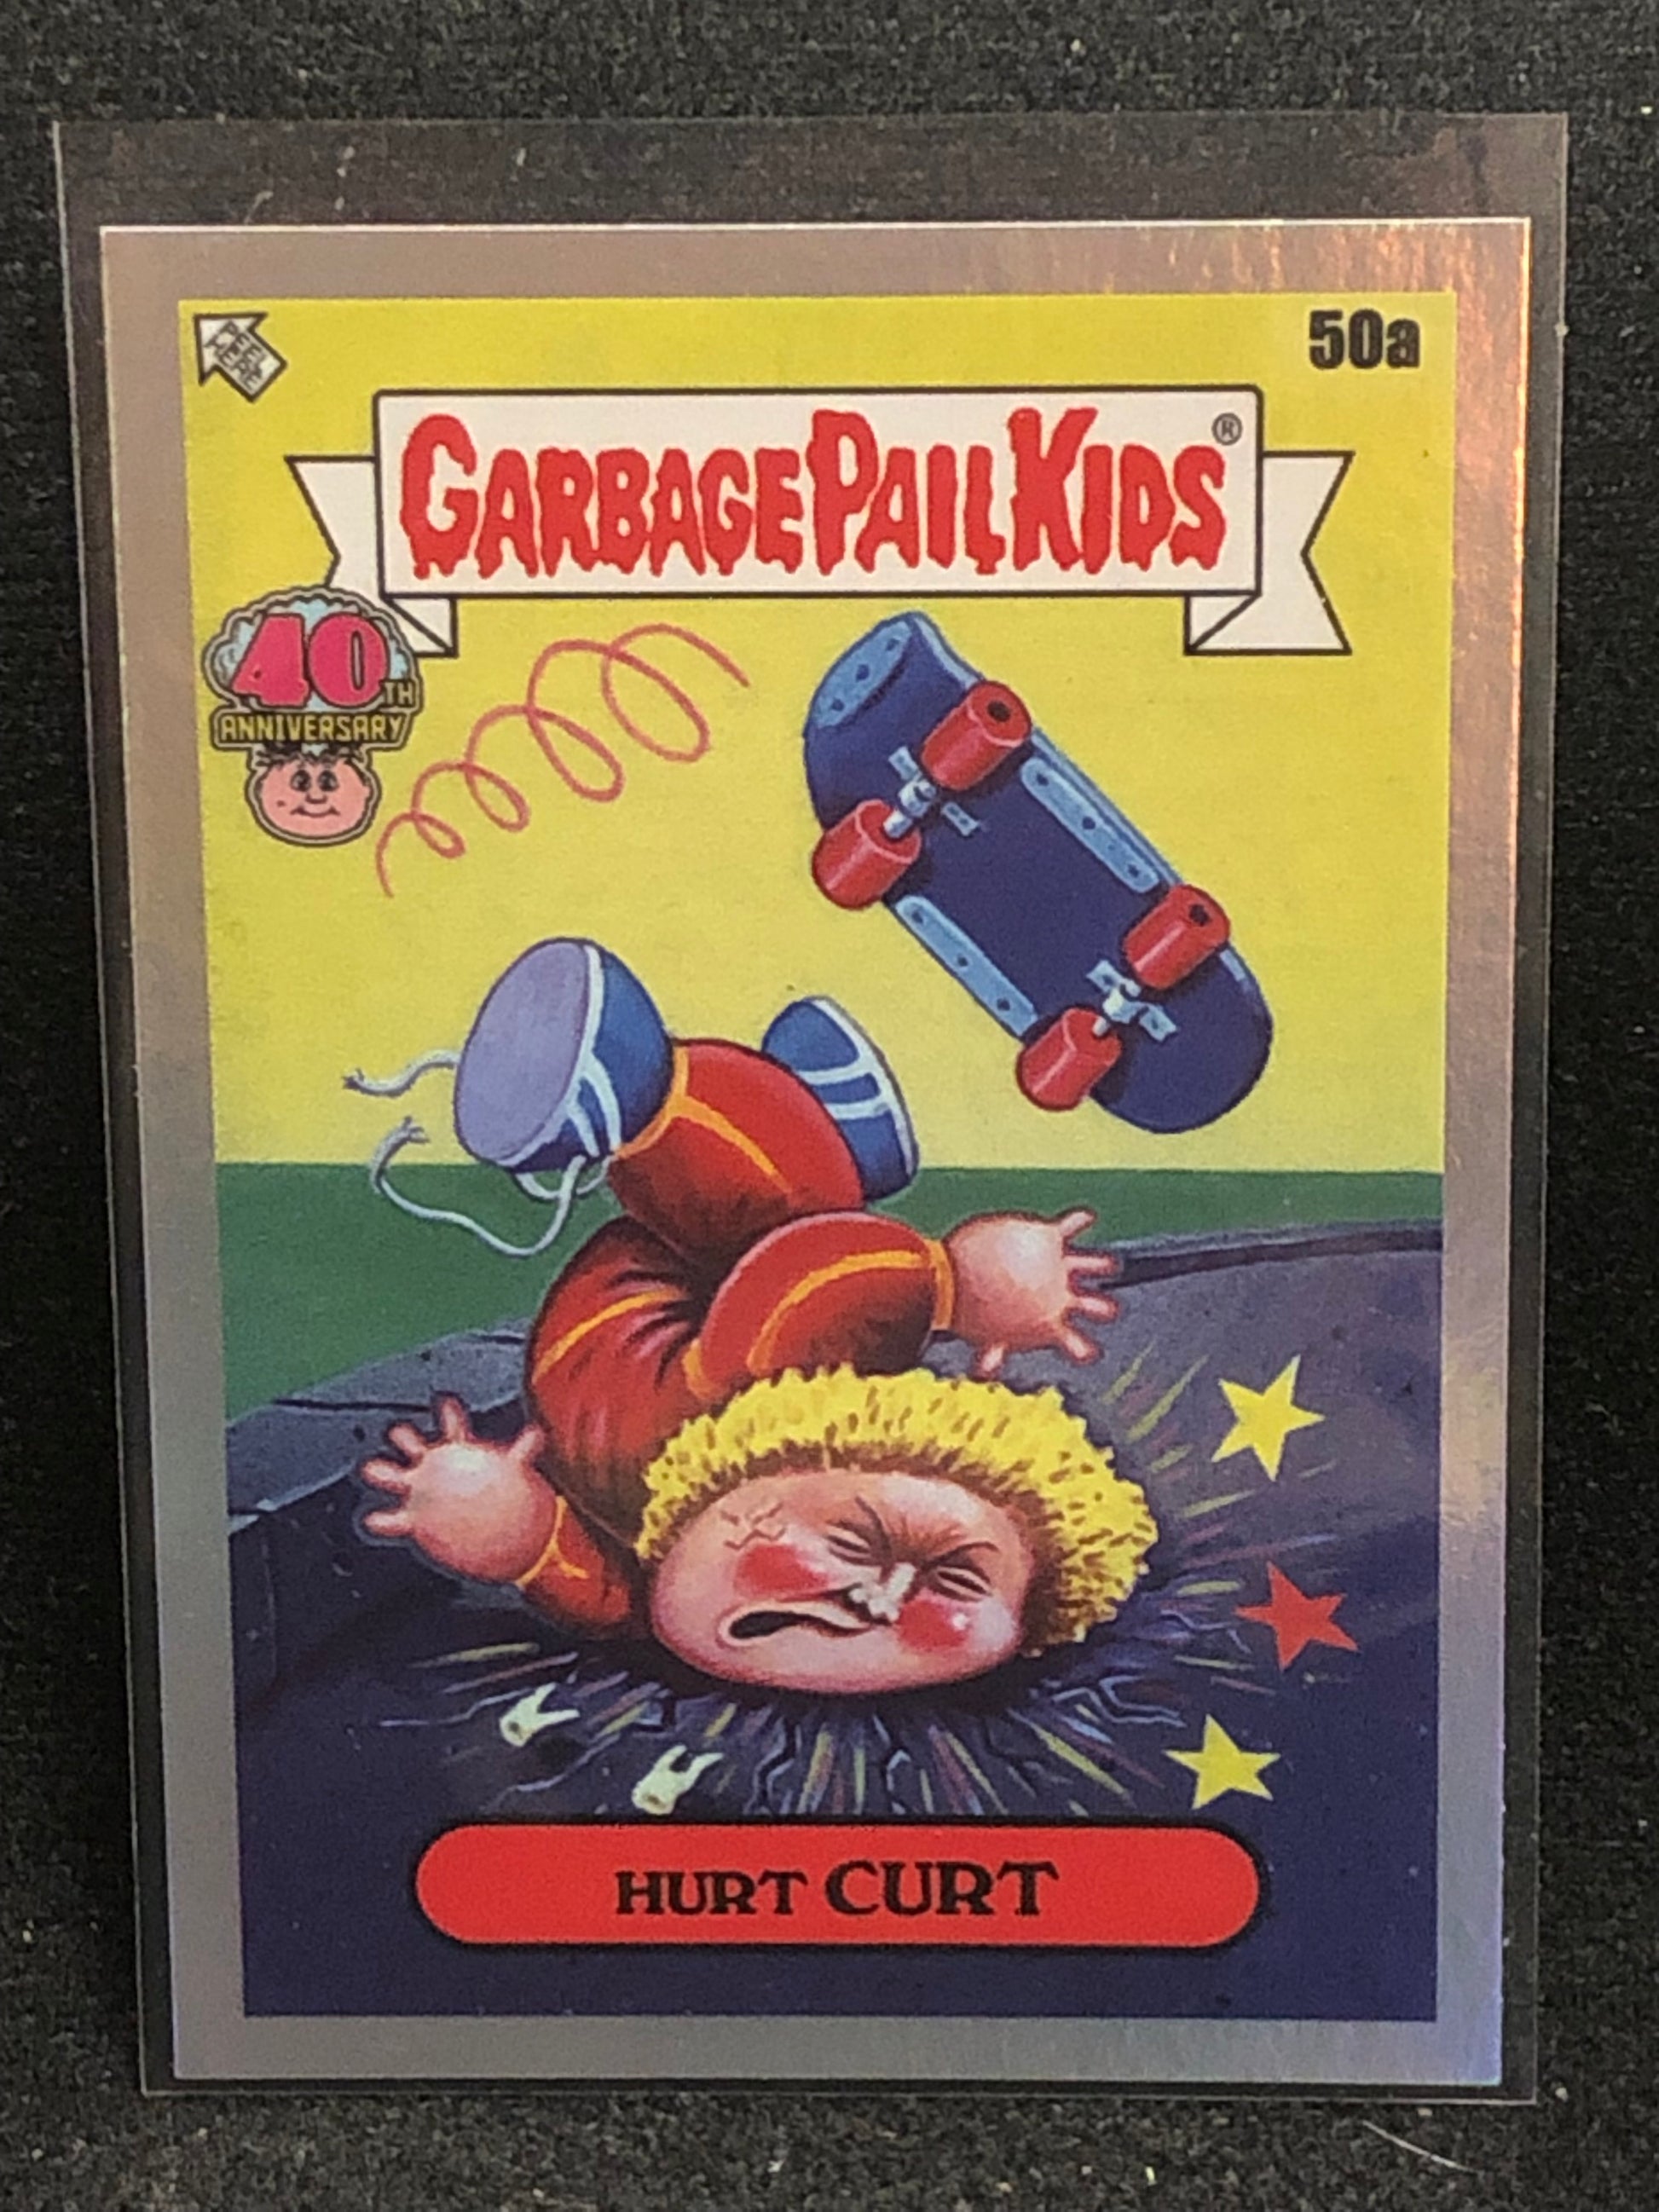 50a
GARBAGE PAIL KIDS®
40TH
ANNIVERSARY
HURT CURT